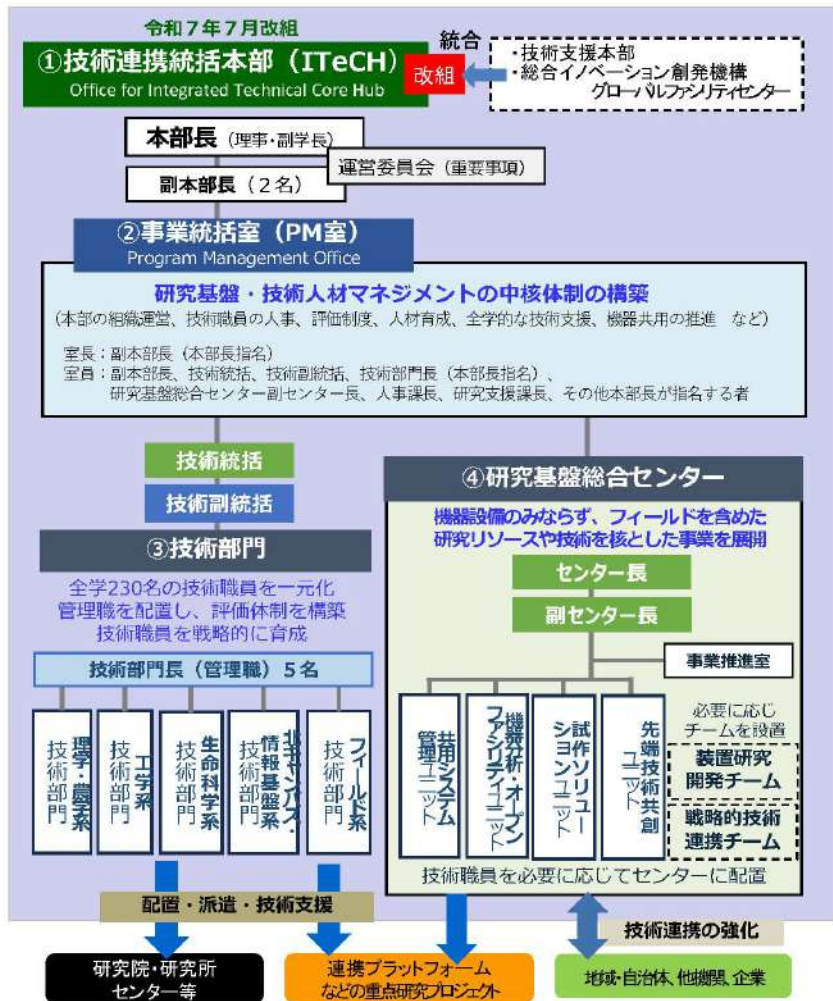 令和７年７月改組
①技術連携統括本部（ITeCH）
Office for Integrated Technical Core Hub
改組
統合
・技術支援本部
・総合イノベーション創発機構
グローバルファシリティセンター
本部長（理事・副学長）
運営委員会（重要事項）
副本部長（２名）
②事業統括室（PM室）
Program Management Office
研究基盤・技術人材マネジメントの中核体制の構築
（本部の組織運営、技術職員の人事、評価制度、人材育成、全学的な技術支援、機器共用の推進　など）
室長：副本部長（本部長指名）
室員：副本部長、技術統括、技術副統括、技術部門長（本部長指名）、
研究基盤総合センター副センター長、人事課長、研究支援課長、その他本部長が指名する者
技術統括
技術副統括
③技術部門
全学230名の技術職員を一元化
管理職を配置し、評価体制を構築
技術職員を戦略的に育成
技術部門長（管理職）５名
理学・農学系
技術部門
工学系
技術部門
生命科学系
技術部門
北キャンパス・
情報基盤系
技術部門
フィールド系
技術部門
④研究基盤総合センター
機器設備のみならず、フィールドを含めた
研究リソースや技術を核とした事業を展開
センター長
副センター長
事業推進室
共用システム
管理ユニット
機器分析・オープン
ファシリティユニット
試作ソリュー
ションユニット
先端技術共創
ユニット
必要に応じ
チームを設置
装置研究
開発チーム
戦略的技術
連携チーム
技術職員を必要に応じてセンターに配置
配置・派遣・技術支援
技術連携の強化
研究院・研究所
センター等
連携プラットフォーム
などの重点研究プロジェクト
地域・自治体、他機関、企業